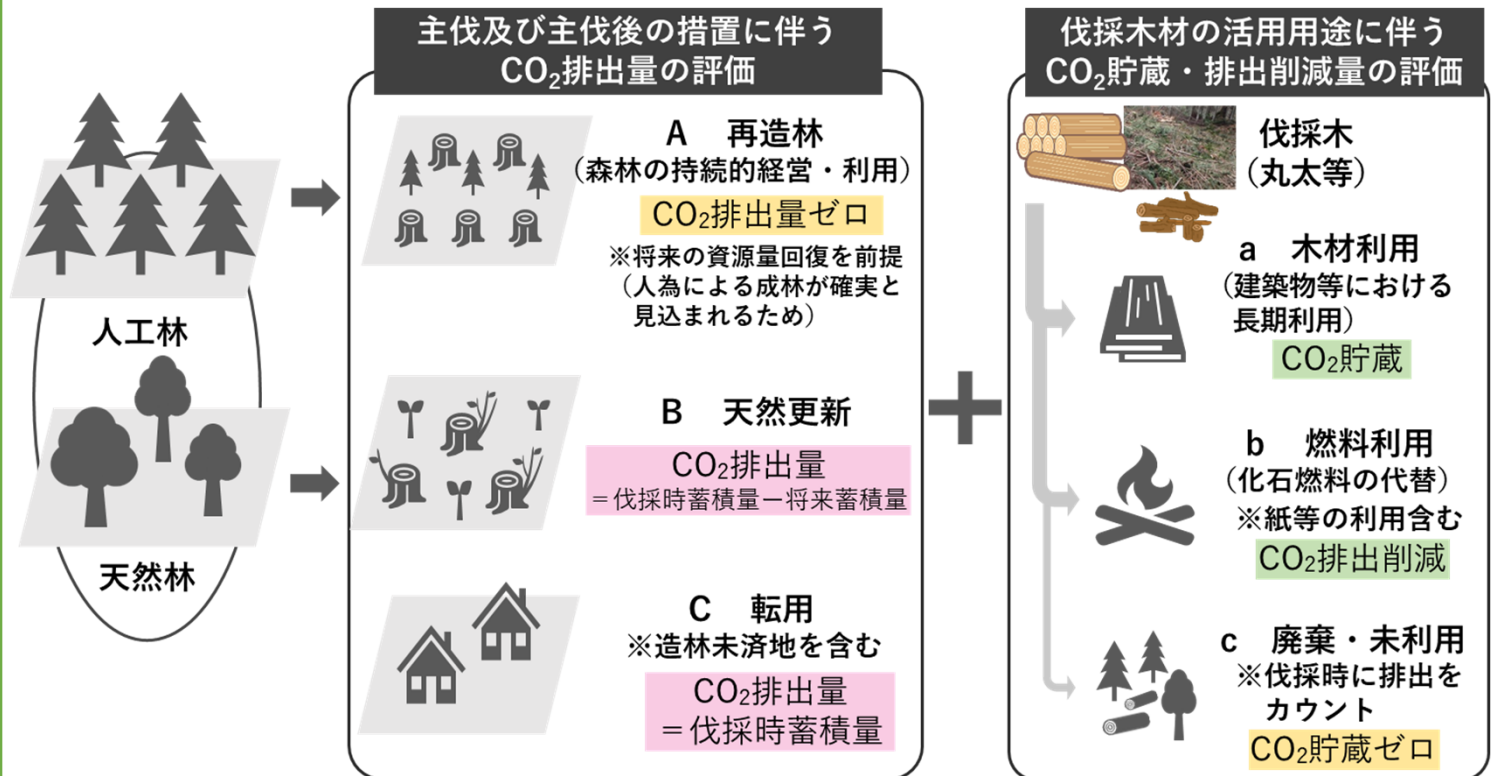 主伐及び主伐後の措置に伴う
CO₂排出量の評価
人工林
天然林
A 再造林
（森林の持続的経営・利用）
CO₂排出量ゼロ
※将来の資源量回復を前提
（人為による成林が確実と
見込まれるため）
B 天然更新
CO₂排出量
＝伐採時蓄積量－将来蓄積量
C 転用
※造林未済地を含む
CO₂排出量
＝伐採時蓄積量
伐採木材の活用用途に伴う
CO₂貯蔵・排出削減量の評価
伐採木
（丸太等）
a 木材利用
（建築物等における
長期利用）
CO₂貯蔵
b 燃料利用
（化石燃料の代替）
※紙等の利用含む
CO₂排出削減
c 廃棄・未利用
※伐採時に排出を
カウント
CO₂貯蔵ゼロ